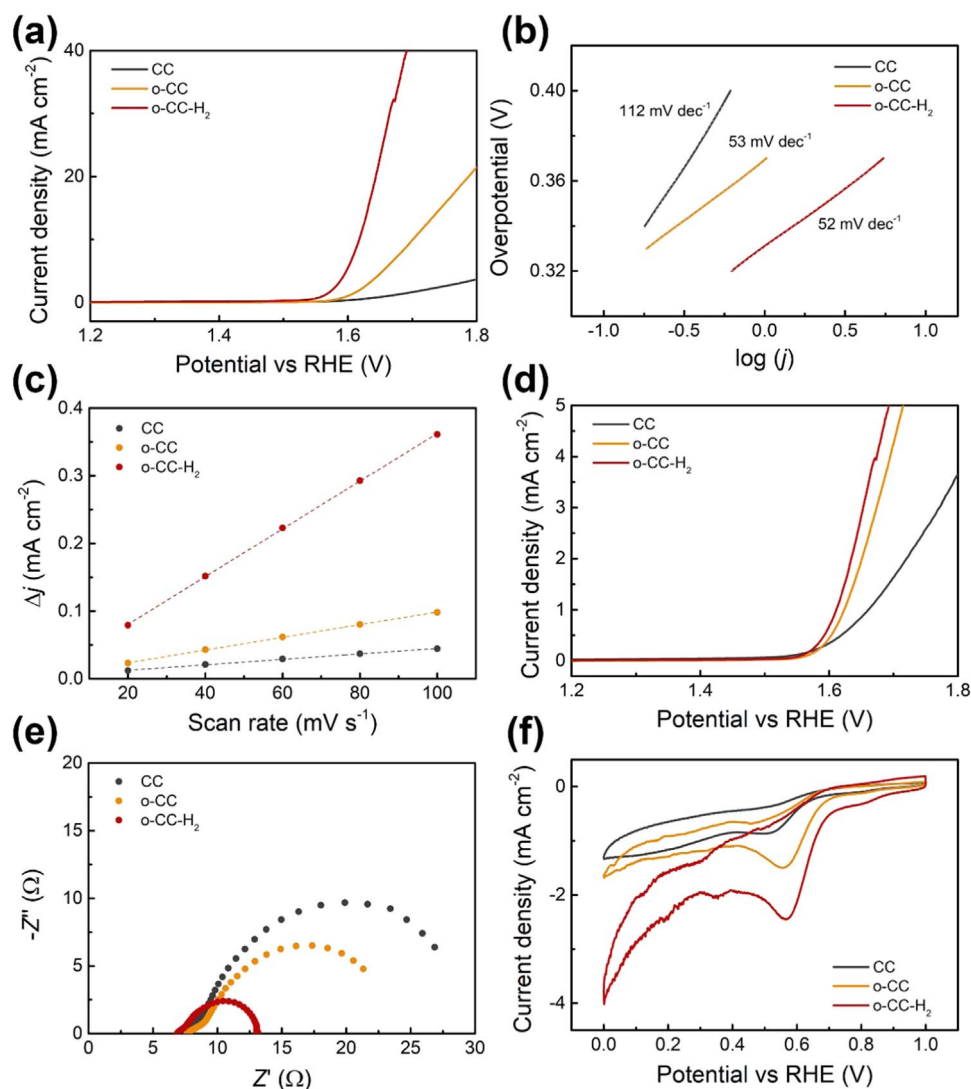 (a)
40
20
0
Current density (mA cm⁻²)
CC
o-CC
o-CC-H₂
1.2
1.4
1.6
1.8
Potential vs RHE (V)
(b)
0.40
0.36
0.32
Overpotential (V)
CC
o-CC
o-CC-H₂
112 mV dec⁻¹
53 mV dec⁻¹
52 mV dec⁻¹
-1.0
-0.5
0.0
0.5
1.0
log (j)
(c)
0.4
0.3
0.2
0.1
0.0
Δj (mA cm⁻²)
CC
o-CC
o-CC-H₂
20
40
60
80
100
Scan rate (mV s⁻¹)
(d)
5
4
3
2
1
0
Current density (mA cm⁻²)
CC
o-CC
o-CC-H₂
1.2
1.4
1.6
1.8
Potential vs RHE (V)
(e)
20
15
10
5
0
-Z" (Ω)
CC
o-CC
o-CC-H₂
0
5
10
15
20
25
30
Z' (Ω)
(f)
0
-2
-4
Current density (mA cm⁻²)
CC
o-CC
o-CC-H₂
0.0
0.2
0.4
0.6
0.8
1.0
Potential vs RHE (V)